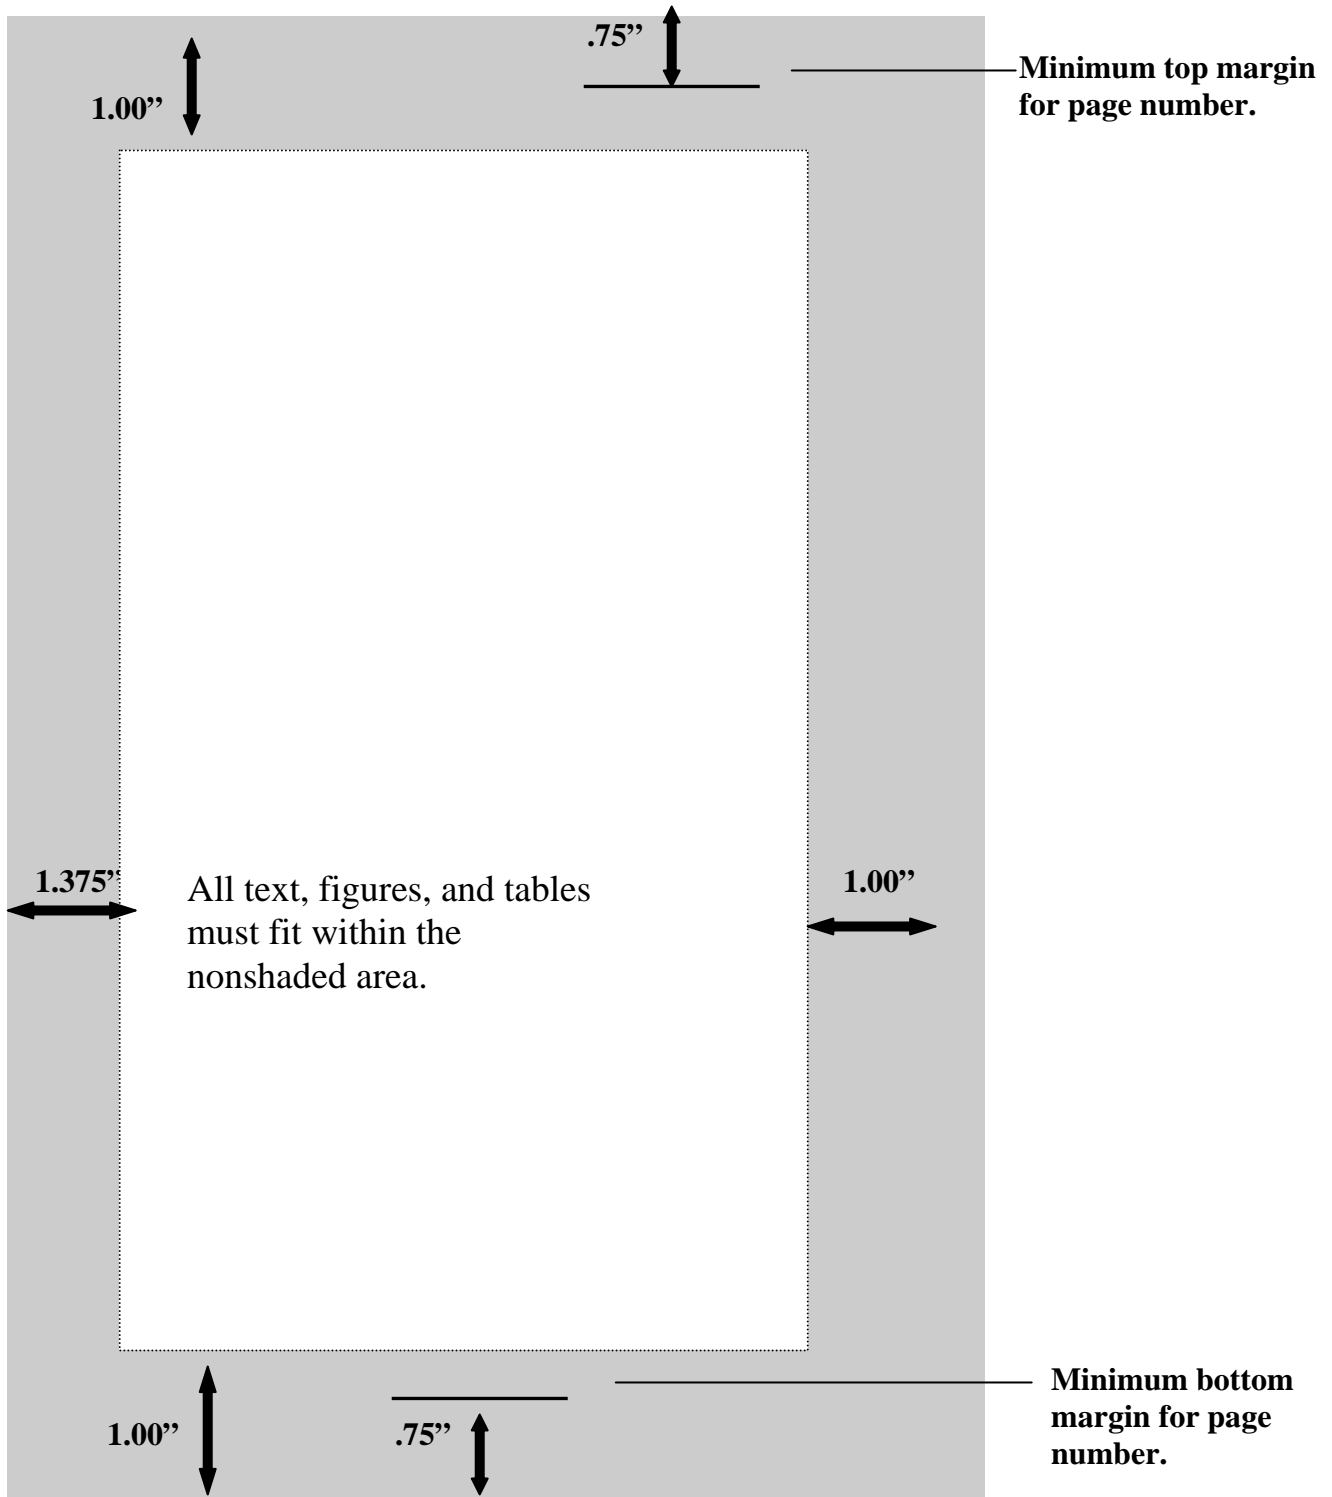 .75”
Minimum top margin
for page number.
1.00”
1.375”
All text, figures, and tables
must fit within the
nonshaded area.
1.00”
Minimum bottom
margin for page
number.
1.00”
.75”